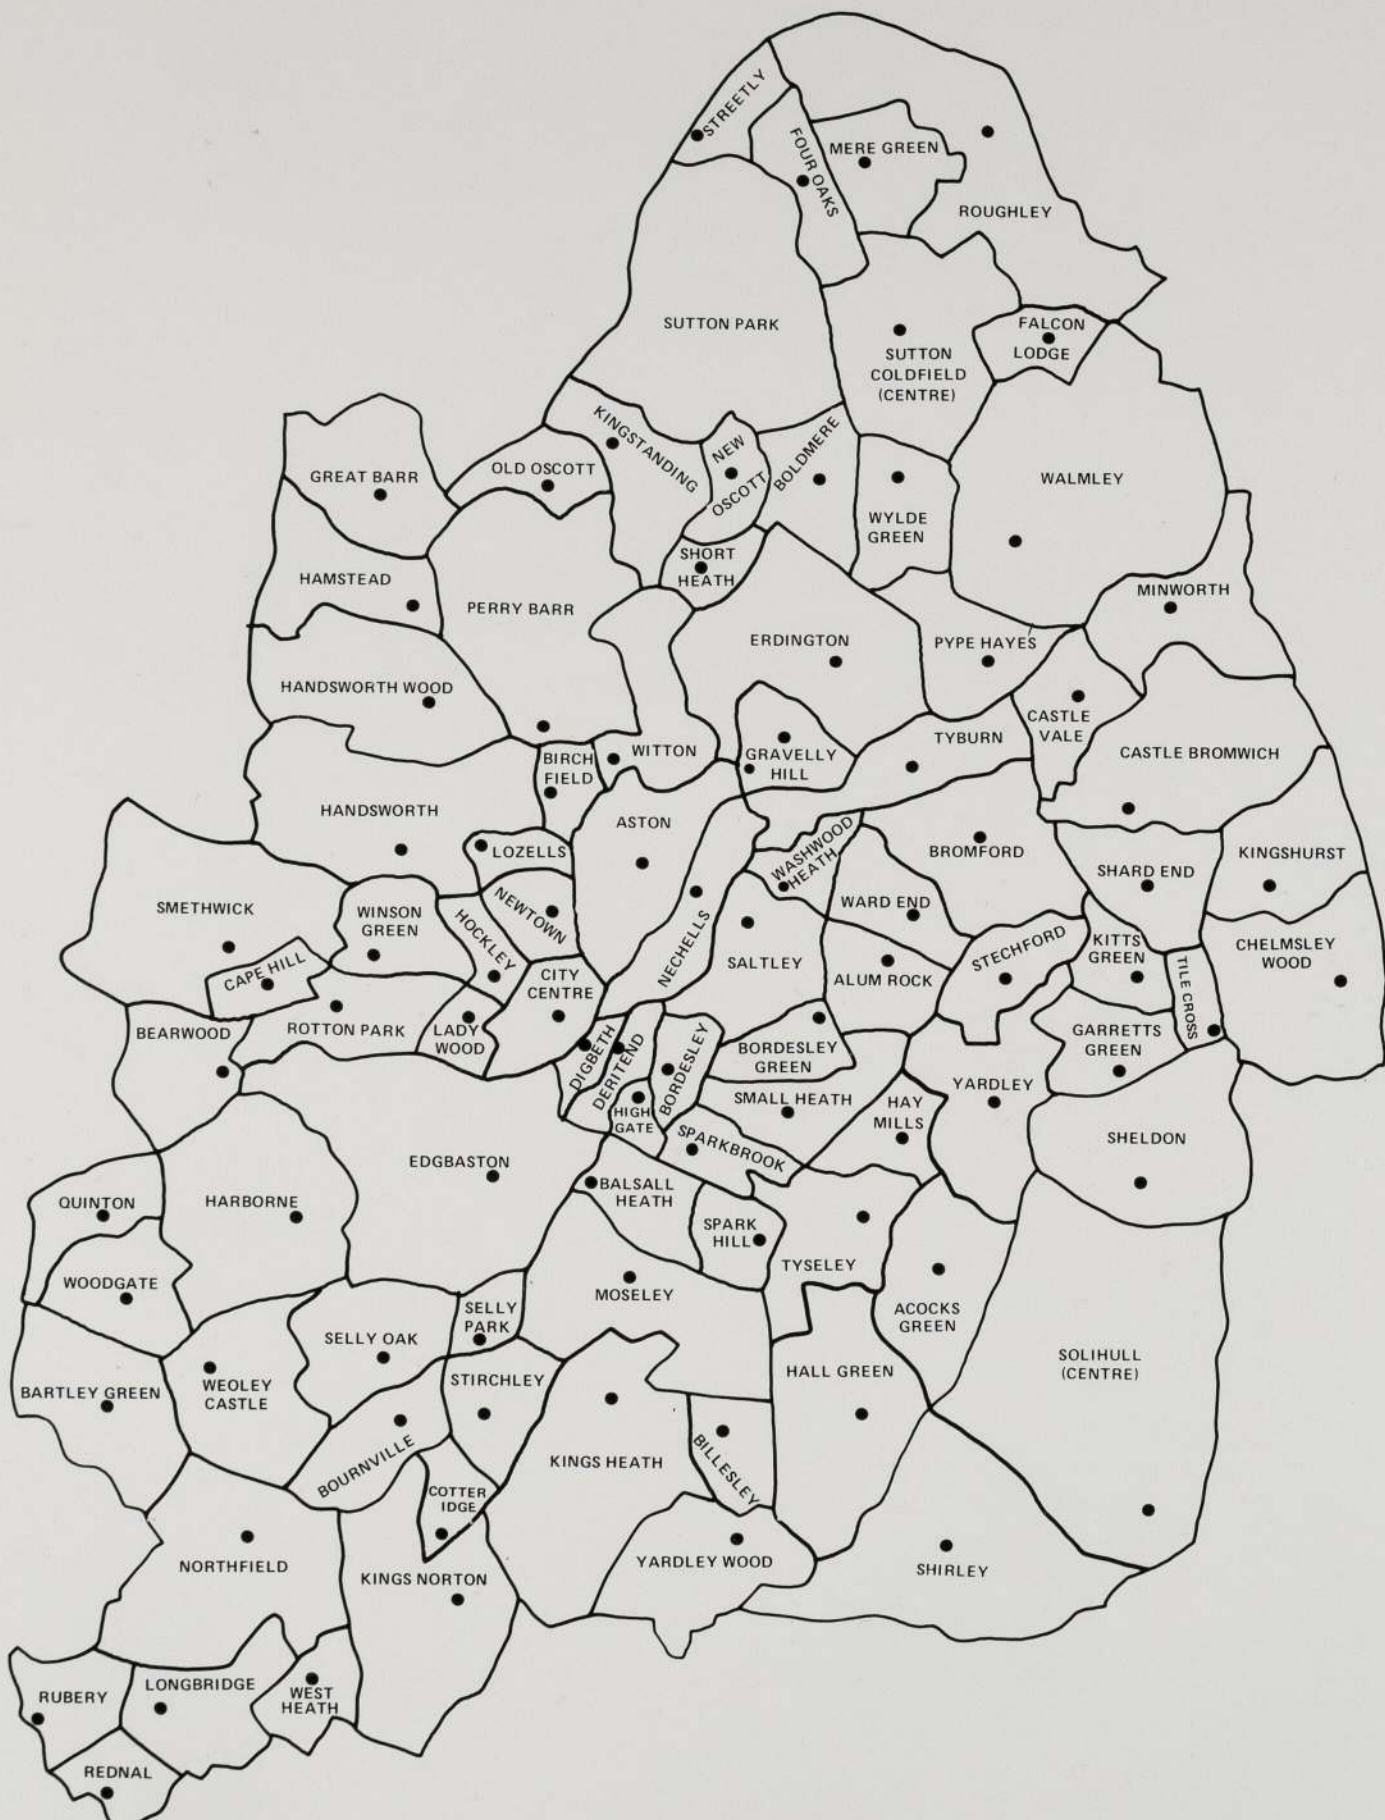 STREETLY
FOUR OAKS
MERE GREEN
ROUGHLEY
SUTTON PARK
FALCON
LODGE
SUTTON
COLDFIELD
(CENTRE)
KINGSTANDING
NEW
OSCOTT
BOLDMERE
GREAT BARR
OLD OSCOTT
WALMLEY
WYLDE
GREEN
SHORT
HEATH
HAMSTEAD
PERRY BARR
MINWORTH
ERDINGTON
PYPE HAYES
HANDSWORTH WOOD
CASTLE
VALE
TYBURN
WITTON
BIRCH
FIELD
GRAVELLY
HILL
CASTLE BROMWICH
HANDSWORTH
ASTON
WASHWOOD
HEATH
BROMFORD
LOZELLS
SHARD END
KINGSHURST
SMETHWICK
WINSON
GREEN
HOCKLEY
NEWTOWN
NECHELLS
WARD END
STECHFORD
KITTS
GREEN
CHELMSLEY
WOOD
CAPE HILL
CITY
CENTRE
SALTLEY
ALUM ROCK
TILE CROSS
BEARWOOD
ROTTON PARK
LADY
WOOD
DIGBETH
DERITEND
BORDESLEY
BORDESLEY
GREEN
GARRETTS
GREEN
YARDLEY
HIGH
GATE
SMALL HEATH
HAY
MILLS
SPARKBROOK
SHELDON
EDGBASTON
BALSALL
HEATH
QUINTON
HARBORNE
SPARK
HILL
TYSELEY
WOODGATE
MOSELEY
ACOCKS
GREEN
SELLY OAK
SELLY
PARK
SOLIHULL
(CENTRE)
BARTLEY GREEN
WEOLEY
CASTLE
STIRCHLEY
HALL GREEN
BOURNVILLE
KINGS HEATH
BILLESLEY
COTTER
IDGE
NORTHFIELD
KINGS NORTON
YARDLEY WOOD
SHIRLEY
RUBERY
LONGBRIDGE
WEST
HEATH
REDNAL